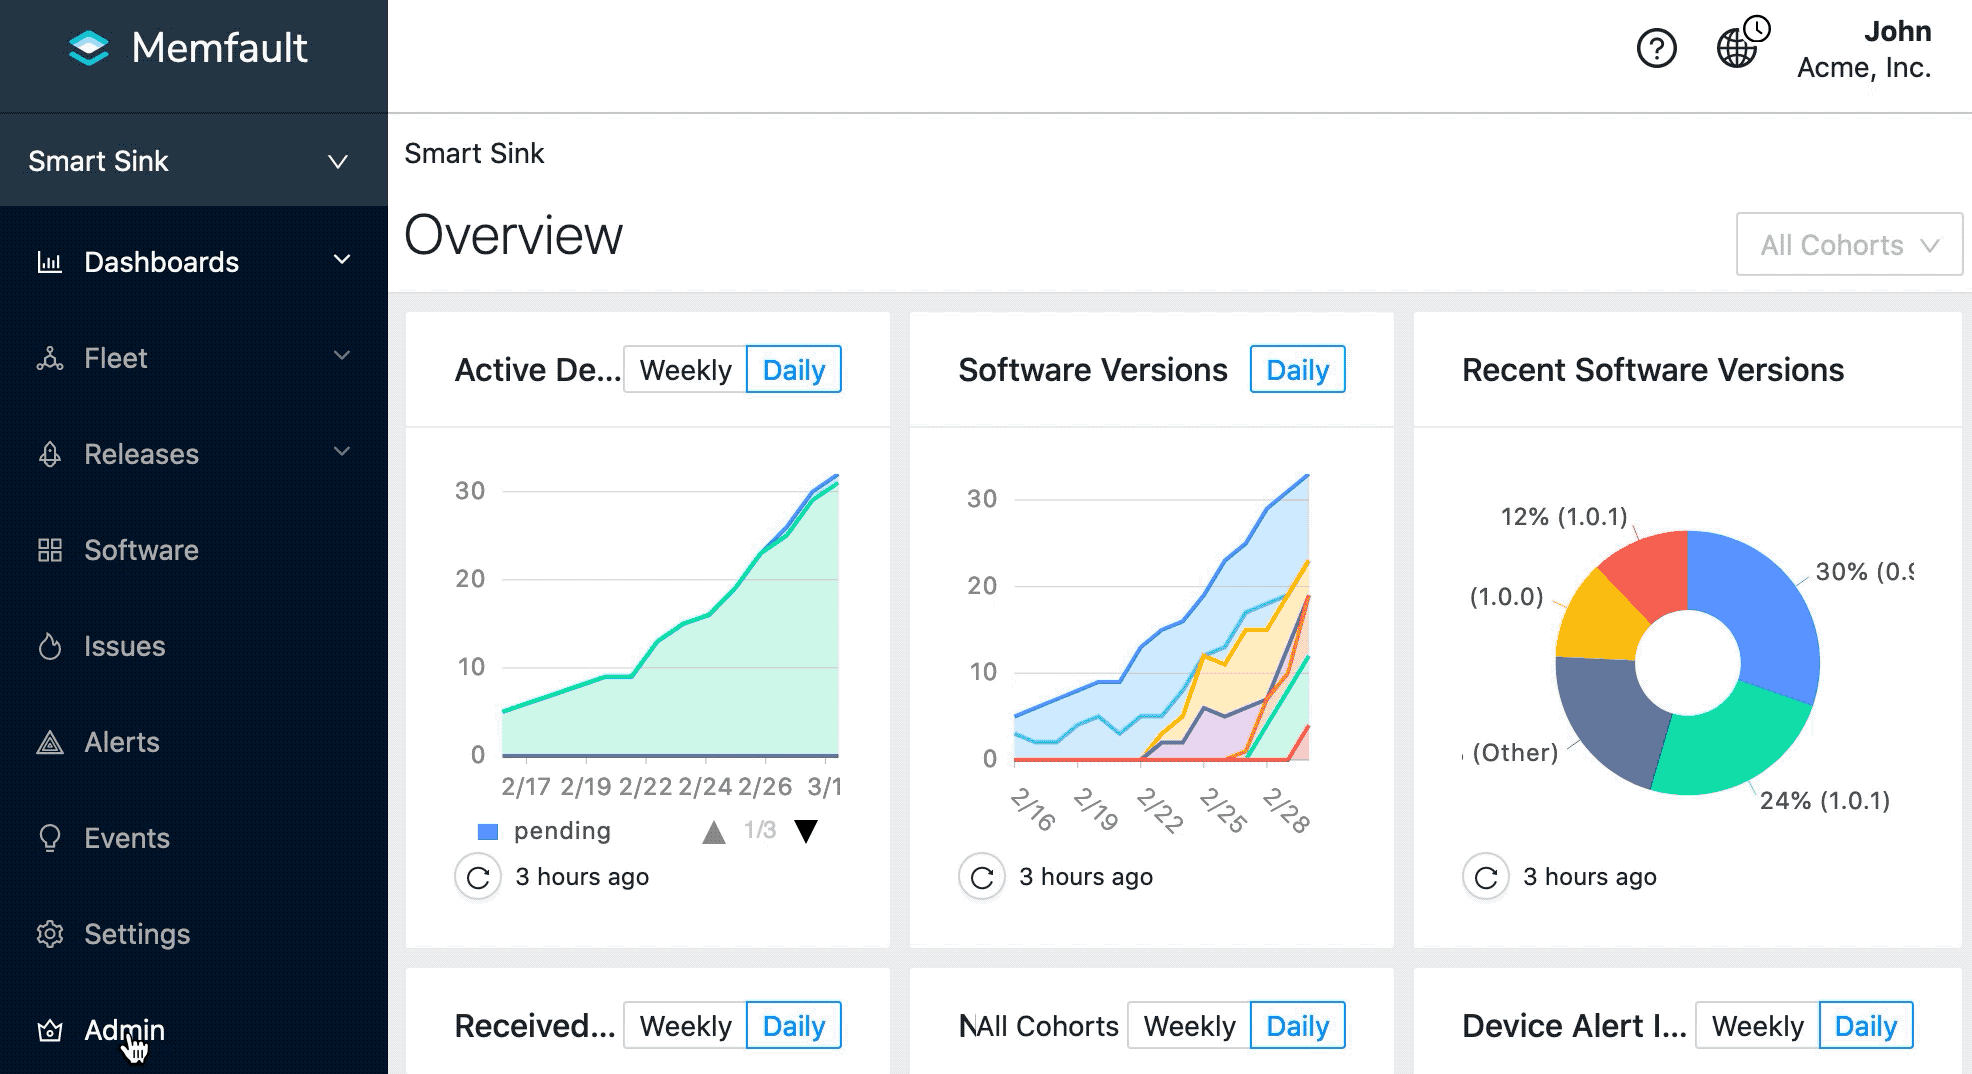 Memfault
?
John
Acme, Inc.
Smart Sink
Dashboards
Fleet
Releases
Software
Issues
Alerts
Events
Settings
Admin
Smart Sink
Overview
All Cohorts
Active De... Weekly Daily
30
20
10
0
2/17 2/19 2/22 2/24 2/26 3/1
pending 1/3
3 hours ago
Software Versions Daily
30
20
10
0
2/16 2/19 2/22 2/25 2/28
3 hours ago
Recent Software Versions
12% (1.0.1)
30% (0.9
(1.0.0)
(Other)
24% (1.0.1)
3 hours ago
Received... Weekly Daily
All Cohorts Weekly Daily
Device Alert I... Weekly Daily